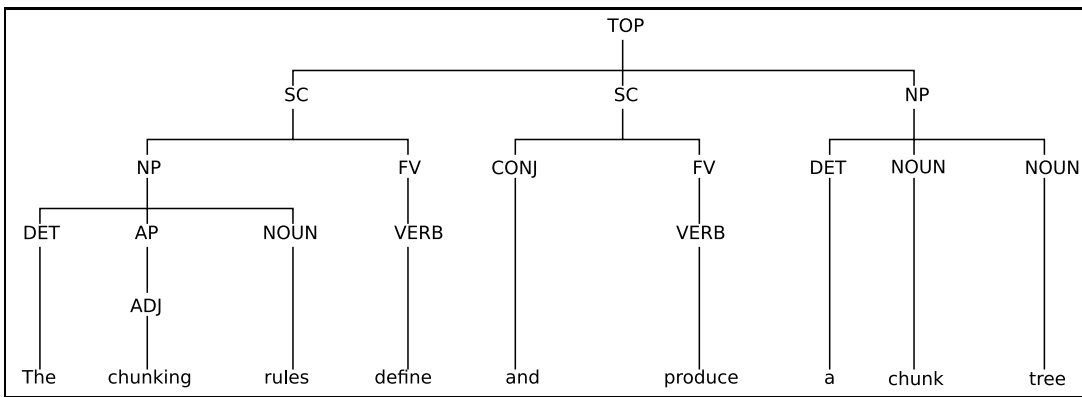 TOP
SC SC NP
NP FV CONJ FV DET NOUN NOUN
DET AP NOUN VERB VERB
ADJ
The chunking rules define and produce a chunk tree